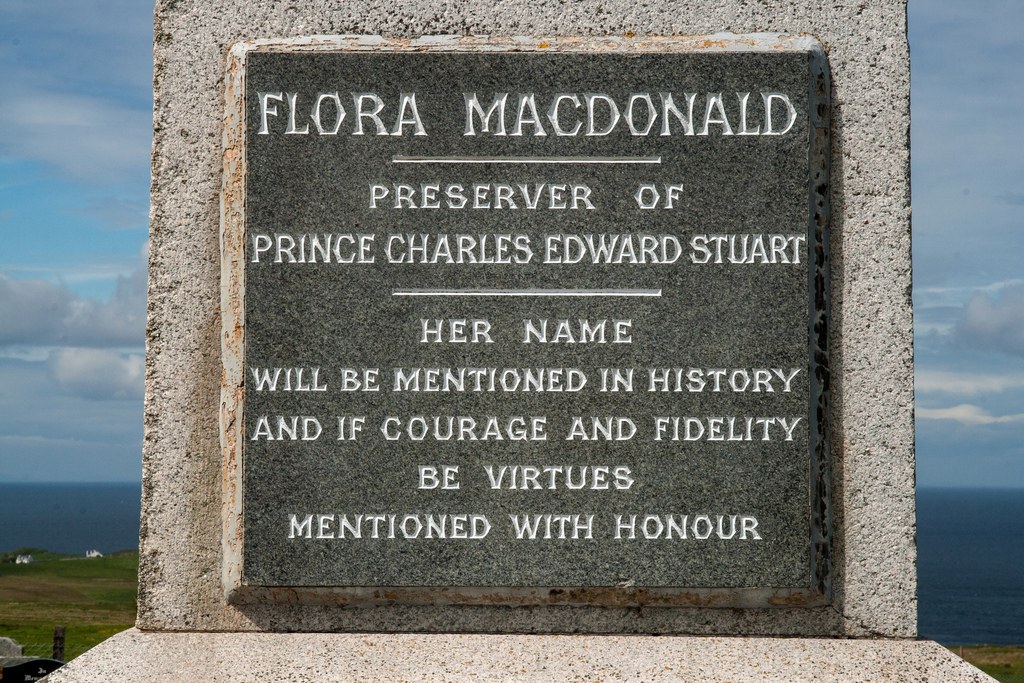 FLORA MACDONALD
PRESERVER OF
PRINCE CHARLES EDWARD STUART
HER NAME
WILL BE MENTIONED IN HISTORY
AND IF COURAGE AND FIDELITY
BE VIRTUES
MENTIONED WITH HONOUR
In